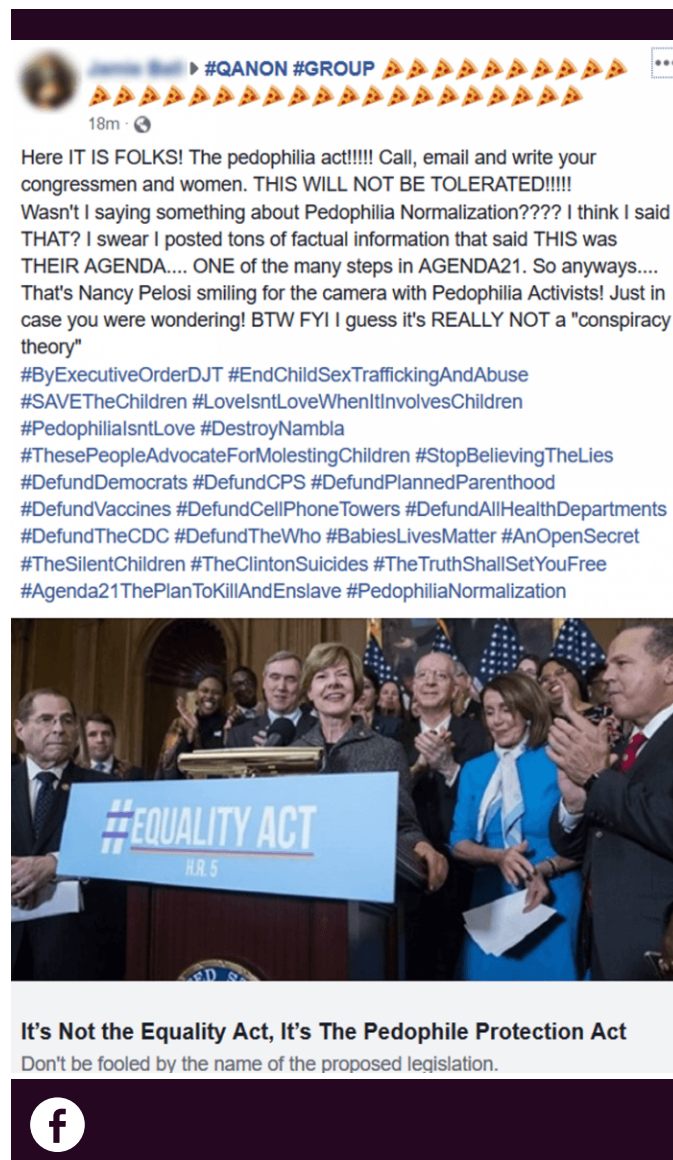 #QANON #GROUP 🍕🍕🍕🍕🍕🍕🍕🍕🍕🍕
🍕🍕🍕🍕🍕🍕🍕🍕🍕🍕🍕🍕🍕🍕🍕🍕🍕🍕🍕🍕
18m ·
Here IT IS FOLKS! The pedophilia act!!!!! Call, email and write your
congressmen and women. THIS WILL NOT BE TOLERATED!!!!!
Wasn't I saying something about Pedophilia Normalization???? I think I said
THAT? I swear I posted tons of factual information that said THIS was
THEIR AGENDA.... ONE of the many steps in AGENDA21. So anyways....
That's Nancy Pelosi smiling for the camera with Pedophilia Activists! Just in
case you were wondering! BTW FYI I guess it's REALLY NOT a "conspiracy
theory"
#ByExecutiveOrderDJT #EndChildSexTraffickingAndAbuse
#SAVETheChildren #LoveIsntLoveWhenItInvolvesChildren
#PedophiliaIsntLove #DestroyNambla
#ThesePeopleAdvocateForMolestingChildren #StopBelievingTheLies
#DefundDemocrats #DefundCPS #DefundPlannedParenthood
#DefundVaccines #DefundCellPhoneTowers #DefundAllHealthDepartments
#DefundTheCDC #DefundTheWho #BabiesLivesMatter #AnOpenSecret
#TheSilentChildren #TheClintonSuicides #TheTruthShallSetYouFree
#Agenda21ThePlanToKillAndEnslave #PedophiliaNormalization
#EQUALITY ACT
H.R. 5
It's Not the Equality Act, It's The Pedophile Protection Act
Don't be fooled by the name of the proposed legislation.
f